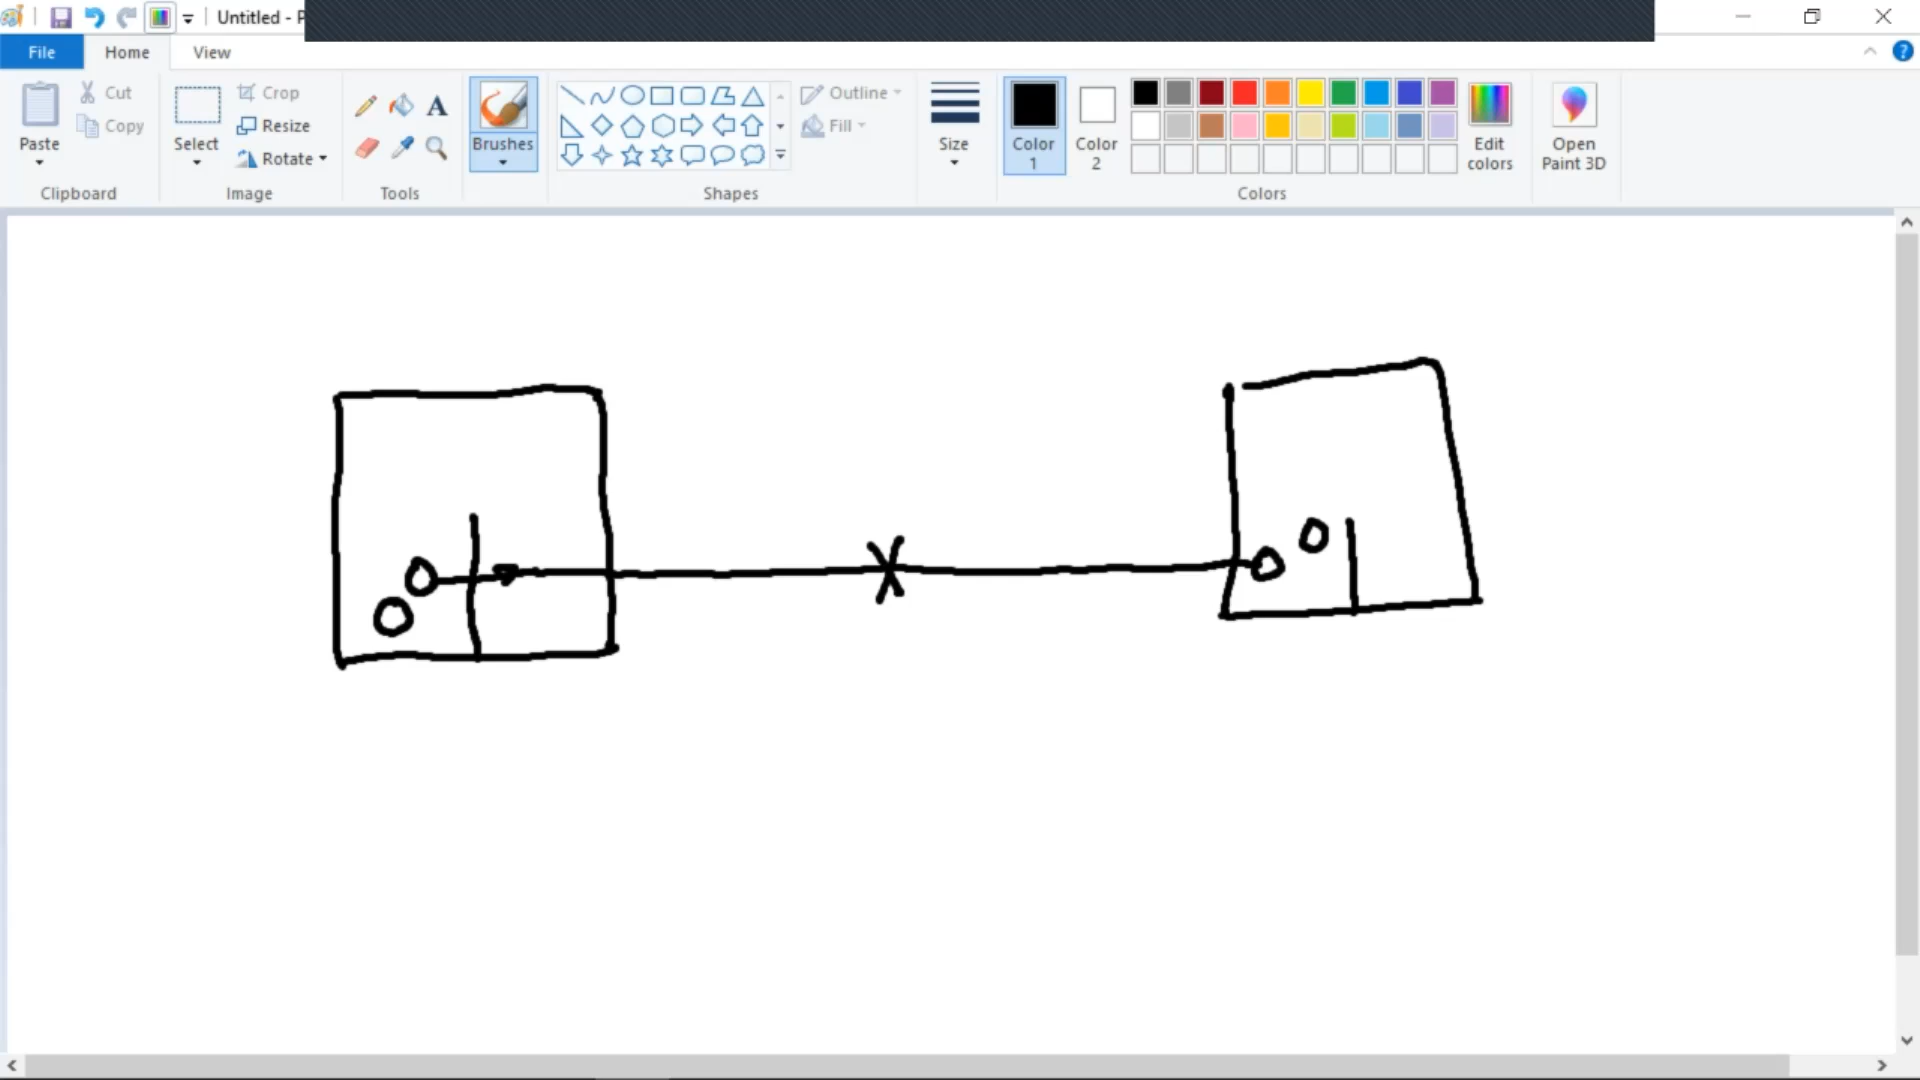 Untitled - P
File Home View
Paste Cut Copy
Clipboard
Select Crop Resize Rotate
Image
A
Tools
Brushes
Outline Fill
Shapes
Size
Color 1
Color 2
Edit colors
Colors
Open Paint 3D
?
X